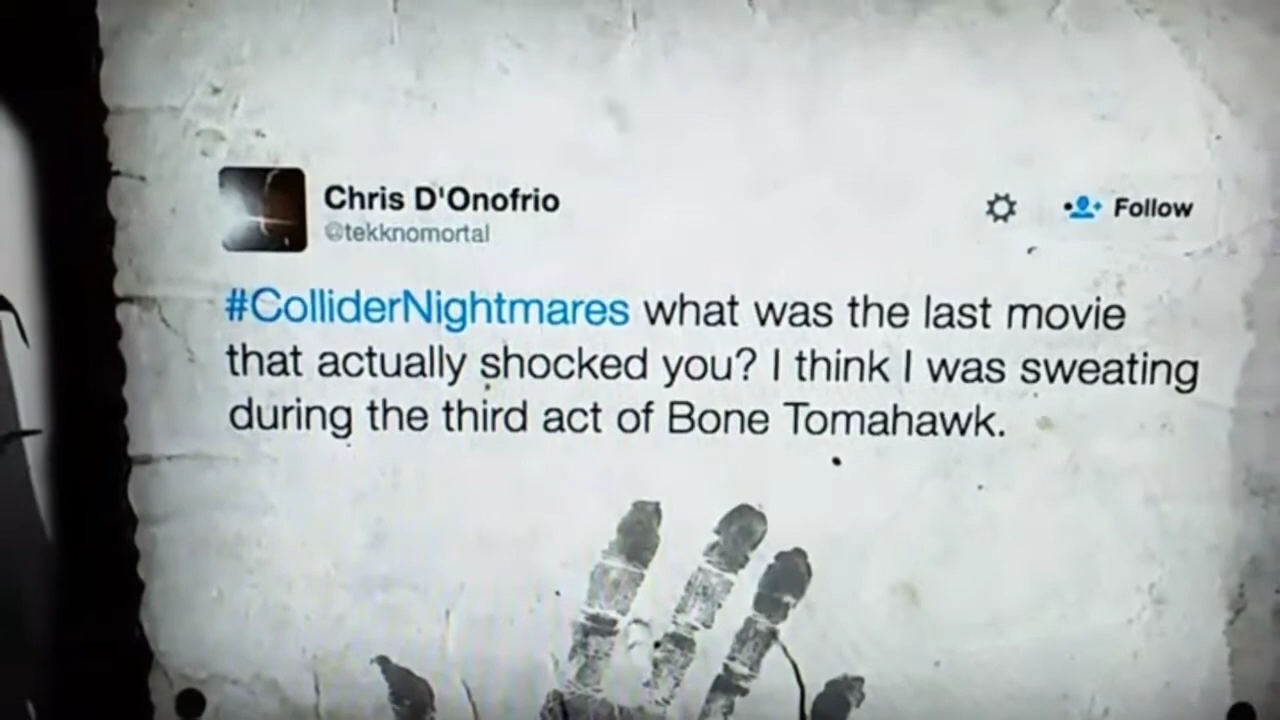 Chris D'Onofrio
@tekknomortal
Follow
#ColliderNightmares what was the last movie
that actually shocked you? I think I was sweating
during the third act of Bone Tomahawk.